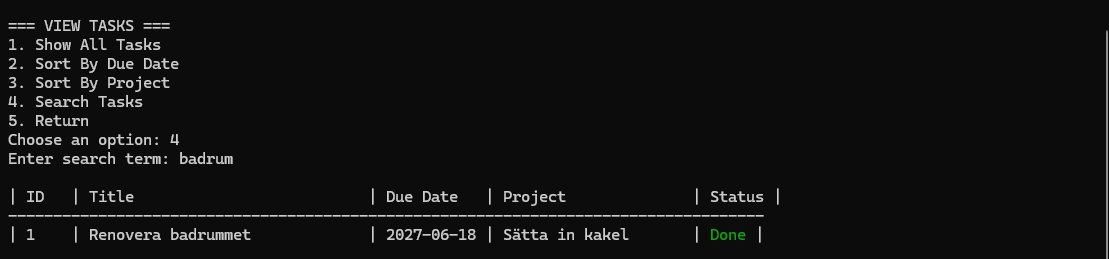 === VIEW TASKS ===
1. Show All Tasks
2. Sort By Due Date
3. Sort By Project
4. Search Tasks
5. Return
Choose an option: 4
Enter search term: badrum
| ID   | Title                          | Due Date   | Project              | Status |
------------------------------------------------------------------------------------
| 1    | Renovera badrummet             | 2027-06-18 | Sätta in kakel       | Done |